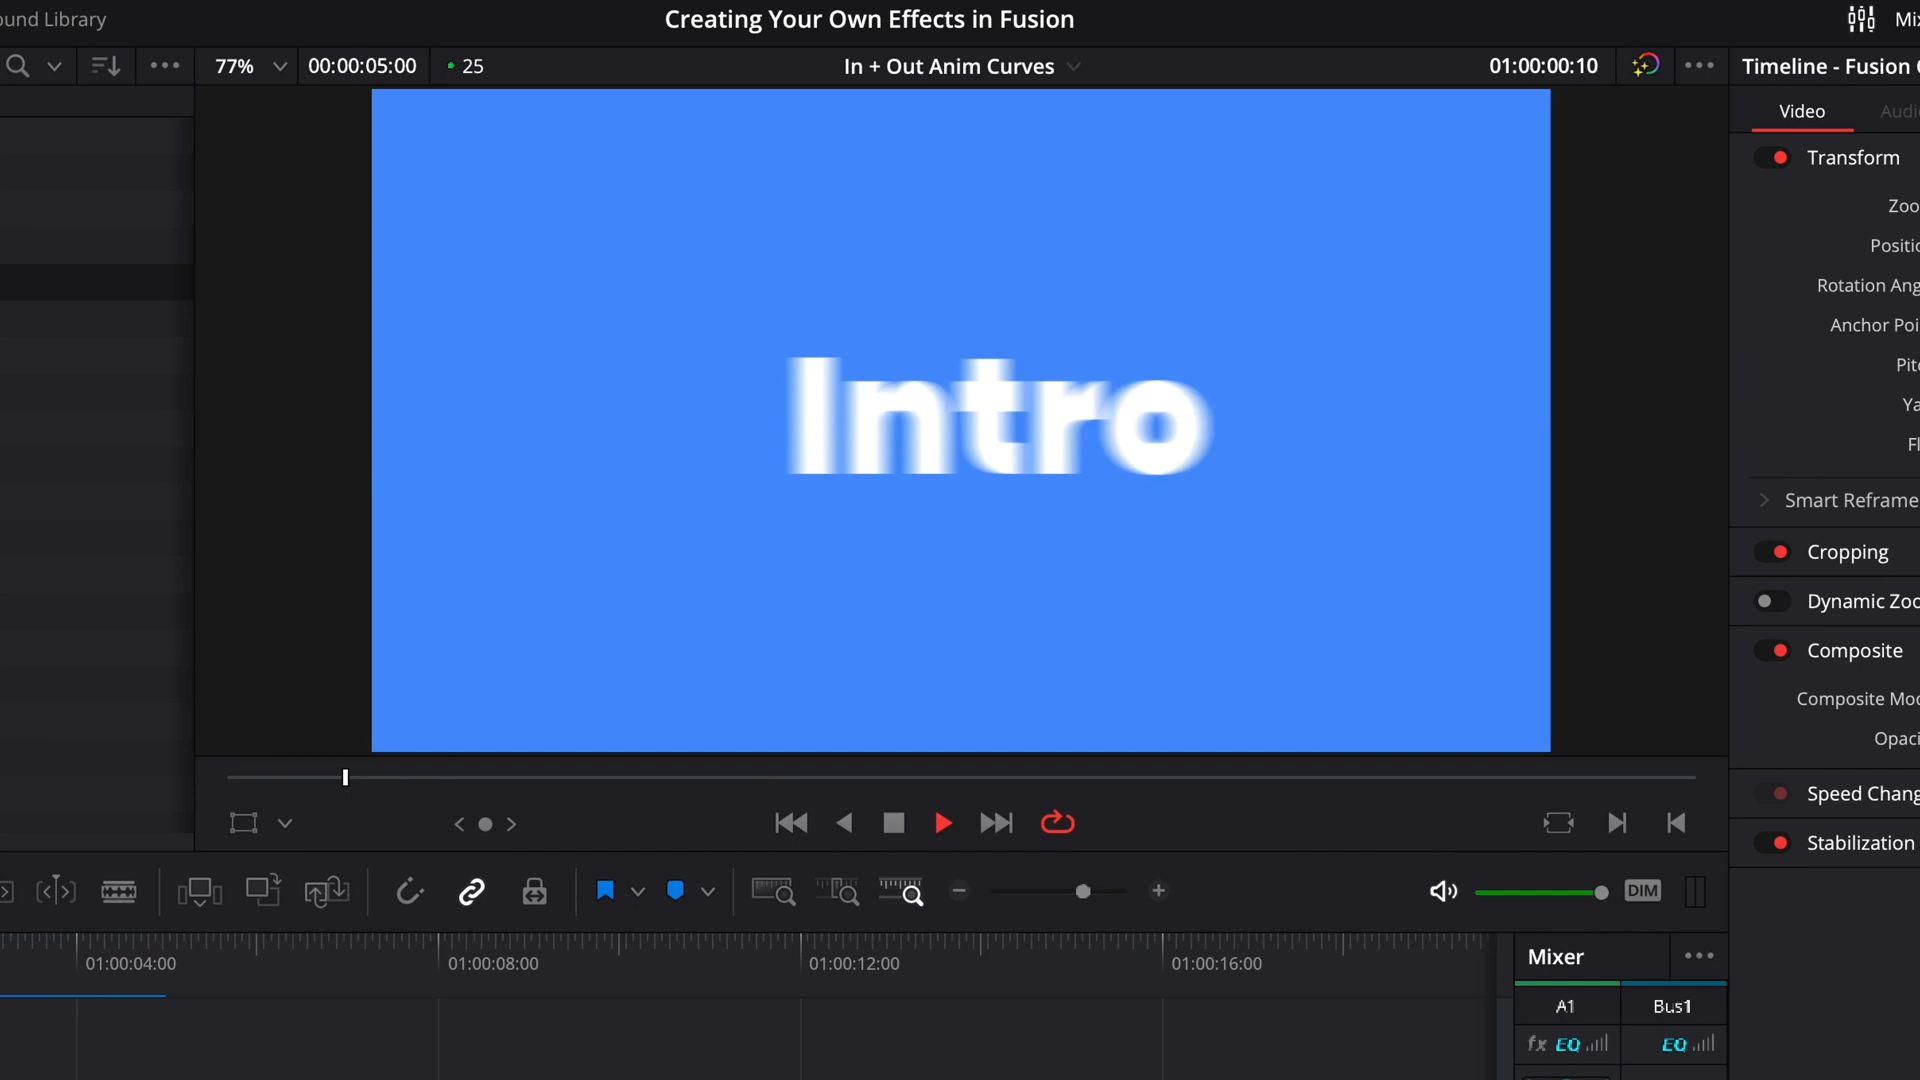 ound Library
Creating Your Own Effects in Fusion
Mix
77%
00:00:05:00
25
In + Out Anim Curves
01:00:00:10
Timeline - Fusion C
Video
Audi
Transform
Zoo
Positio
Rotation Ang
Anchor Poi
Pitc
Ya
Fl
Smart Reframe
Cropping
Dynamic Zoo
Composite
Composite Mod
Opaci
Speed Chang
Stabilization
Intro
DIM
01:00:04:00
01:00:08:00
01:00:12:00
01:00:16:00
Mixer
A1
Bus1
fx EQ
EQ